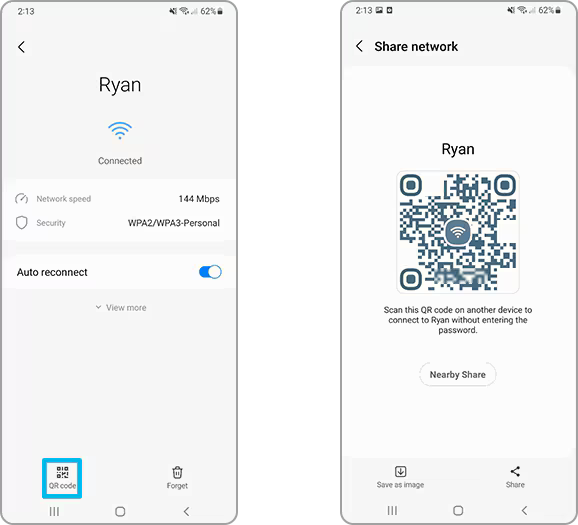 2:13
62%
Ryan
Connected
Network speed
144 Mbps
Security
WPA2/WPA3-Personal
Auto reconnect
View more
QR code
Forget
2:13
62%
Share network
Ryan
Scan this QR code on another device to
connect to Ryan without entering the
password.
Nearby Share
Save as image
Share